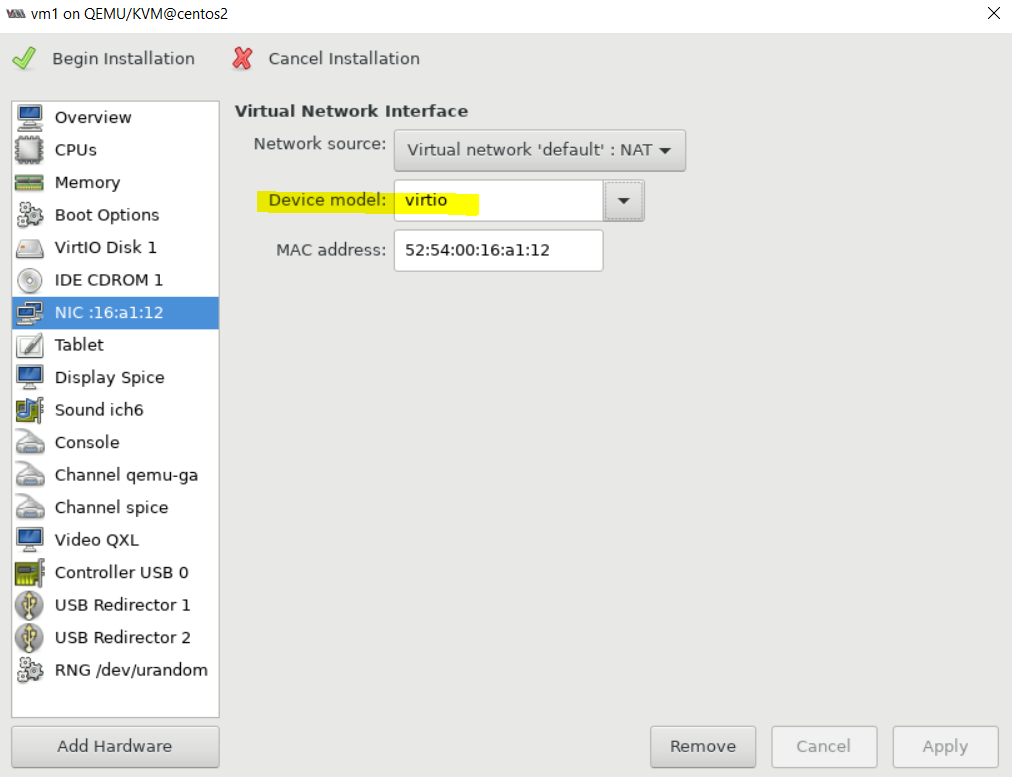 vm1 on QEMU/KVM@centos2
Begin Installation
Cancel Installation
Overview
CPUs
Memory
Boot Options
VirtIO Disk 1
IDE CDROM 1
NIC :16:a1:12
Tablet
Display Spice
Sound ich6
Console
Channel qemu-ga
Channel spice
Video QXL
Controller USB 0
USB Redirector 1
USB Redirector 2
RNG /dev/urandom
Add Hardware
Virtual Network Interface
Network source: Virtual network 'default' : NAT
Device model: virtio
MAC address: 52:54:00:16:a1:12
Remove
Cancel
Apply